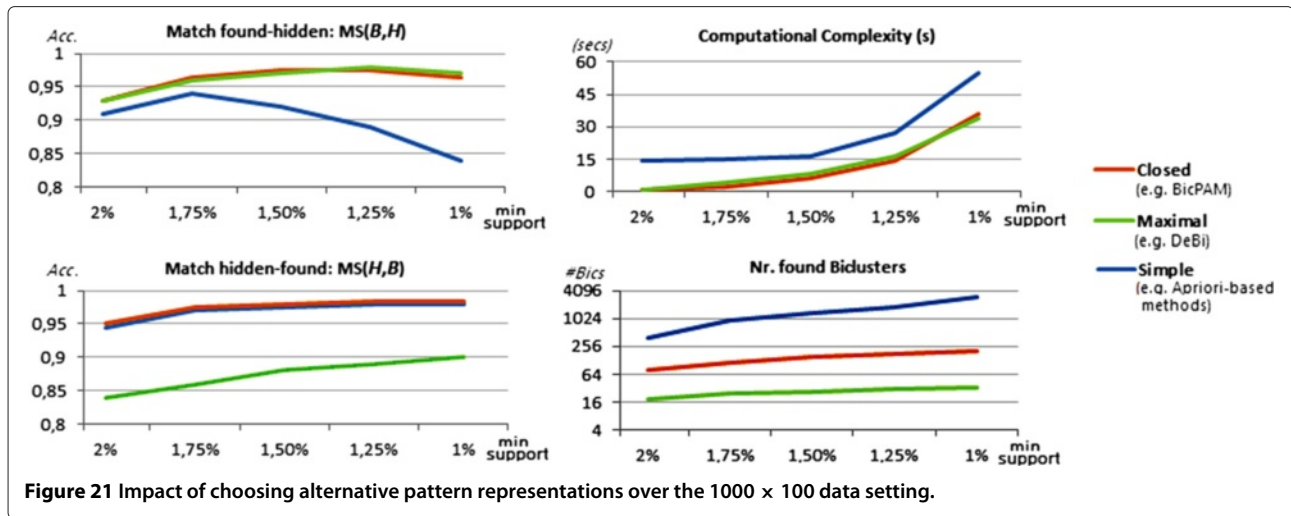 Match found-hidden: MS(B,H)
Acc.
1
0,95
0,9
0,85
0,8
2% 1,75% 1,50% 1,25% 1% min support
Computational Complexity (s)
(secs)
60
45
30
15
0
2% 1,75% 1,50% 1,25% 1% min support
Match hidden-found: MS(H,B)
Acc.
1
0,95
0,9
0,85
0,8
2% 1,75% 1,50% 1,25% 1% min support
Nr. found Biclusters
#Bics
4096
1024
256
64
16
4
2% 1,75% 1,50% 1,25% 1% min support
Closed
(e.g. BicPAM)
Maximal
(e.g. DeBi)
Simple
(e.g. Apriori-based
methods)
Figure 21 Impact of choosing alternative pattern representations over the 1000 × 100 data setting.